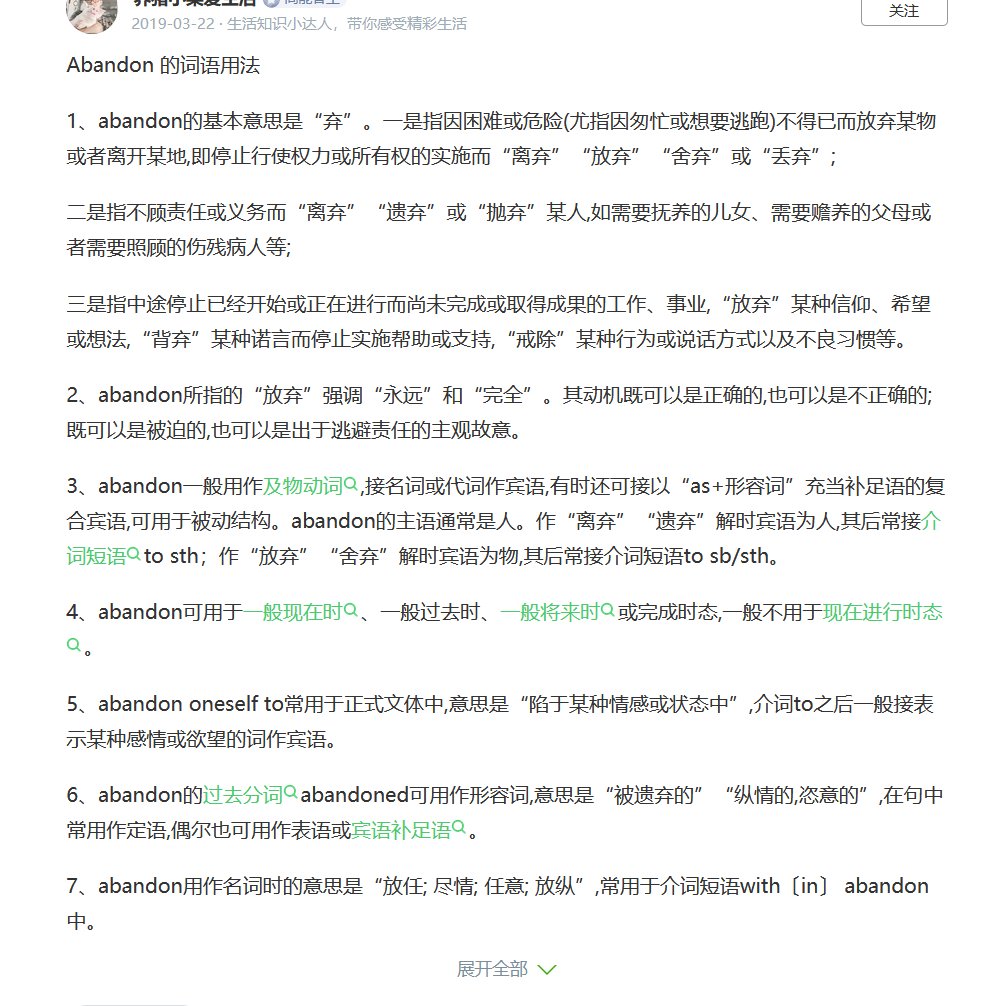 2019-03-22 · 生活知识小达人，带你感受精彩生活
关注
Abandon 的词语用法
1、abandon的基本意思是“弃”。一是指因困难或危险(尤指因匆忙或想要逃跑)不得已而放弃某物
或者离开某地,即停止行使权力或所有权的实施而“离弃”“放弃”“舍弃”或“丢弃”;
二是指不顾责任或义务而“离弃”“遗弃”或“抛弃”某人,如需要抚养的儿女、需要赡养的父母或
者需要照顾的伤残病人等;
三是指中途停止已经开始或正在进行而尚未完成或取得成果的工作、事业,“放弃”某种信仰、希望
或想法,“背弃”某种诺言而停止实施帮助或支持,“戒除”某种行为或说话方式以及不良习惯等。
2、abandon所指的“放弃”强调“永远”和“完全”。其动机既可以是正确的,也可以是不正确的;
既可以是被迫的,也可以是出于逃避责任的主观故意。
3、abandon一般用作及物动词,接名词或代词作宾语,有时还可接以“as+形容词”充当补足语的复
合宾语,可用于被动结构。abandon的主语通常是人。作“离弃”“遗弃”解时宾语为人,其后常接介
词短语to sth；作“放弃”“舍弃”解时宾语为物,其后常接介词短语to sb/sth。
4、abandon可用于一般现在时、一般过去时、一般将来时或完成时态,一般不用于现在进行时态
。
5、abandon oneself to常用于正式文体中,意思是“陷于某种情感或状态中”,介词to之后一般接表
示某种感情或欲望的词作宾语。
6、abandon的过去分词abandoned可用作形容词,意思是“被遗弃的”“纵情的,恣意的”,在句中
常用作定语,偶尔也可用作表语或宾语补足语。
7、abandon用作名词时的意思是“放任; 尽情; 任意; 放纵”,常用于介词短语with〔in〕 abandon
中。
展开全部